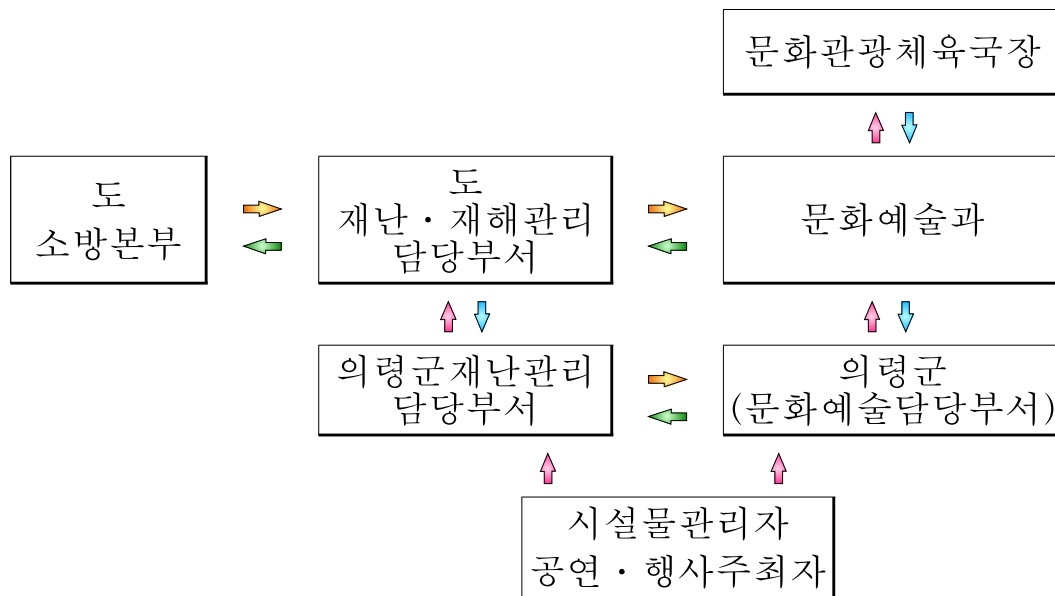 문화관광체육국장
도
소방본부
도
재난・재해관리
담당부서
문화예술과
의령군재난관리
담당부서
의령군
(문화예술담당부서)
시설물관리자
공연・행사주최자